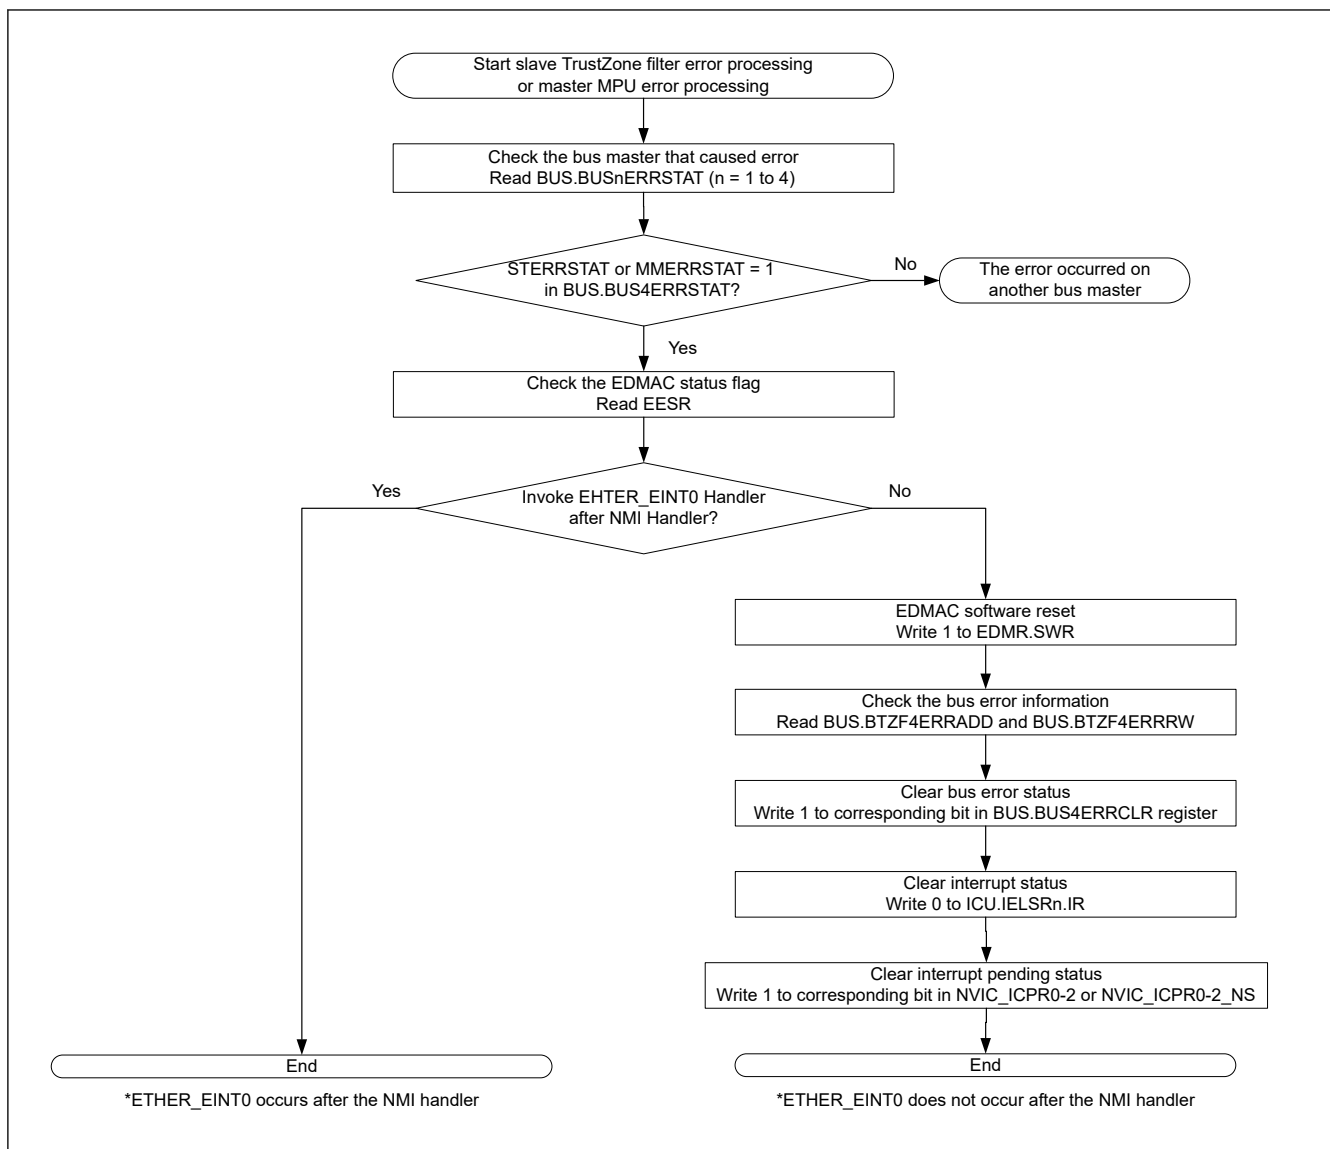 Start slave TrustZone filter error processing
or master MPU error processing
Check the bus master that caused error
Read BUS.BUSnERRSTAT (n = 1 to 4)
STERRSTAT or MMERRSTAT = 1
in BUS.BUS4ERRSTAT?
No
The error occurred on
another bus master
Yes
Check the EDMAC status flag
Read EESR
Yes
Invoke EHTER_EINT0 Handler
after NMI Handler?
No
EDMAC software reset
Write 1 to EDMR.SWR
Check the bus error information
Read BUS.BTZF4ERRADD and BUS.BTZF4ERRRW
Clear bus error status
Write 1 to corresponding bit in BUS.BUS4ERRCLR register
Clear interrupt status
Write 0 to ICU.IELSRn.IR
Clear interrupt pending status
Write 1 to corresponding bit in NVIC_ICPR0-2 or NVIC_ICPR0-2_NS
End
End
*ETHER_EINT0 occurs after the NMI handler
*ETHER_EINT0 does not occur after the NMI handler